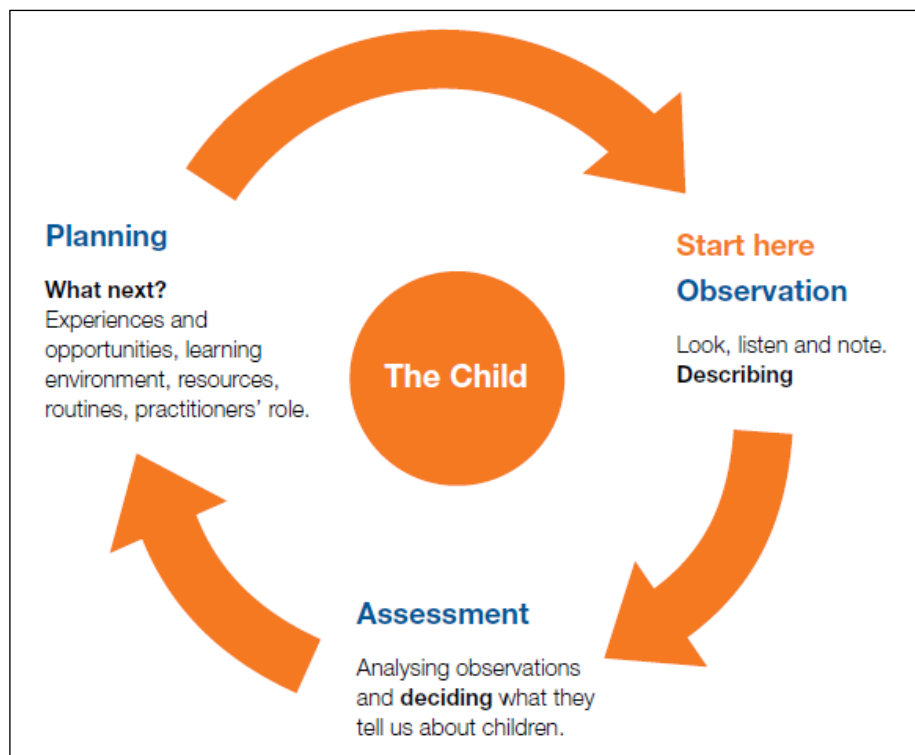 Planning
What next?
Experiences and
opportunities, learning
environment, resources,
routines, practitioners’ role.
The Child
Start here
Observation
Look, listen and note.
Describing
Assessment
Analysing observations
and deciding what they
tell us about children.